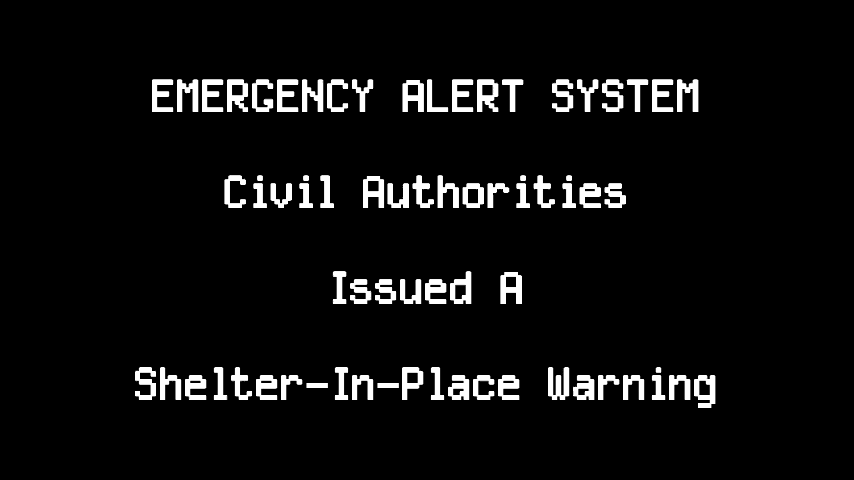 EMERGENCY ALERT SYSTEM
Civil Authorities
Issued A
Shelter-In-Place Warning